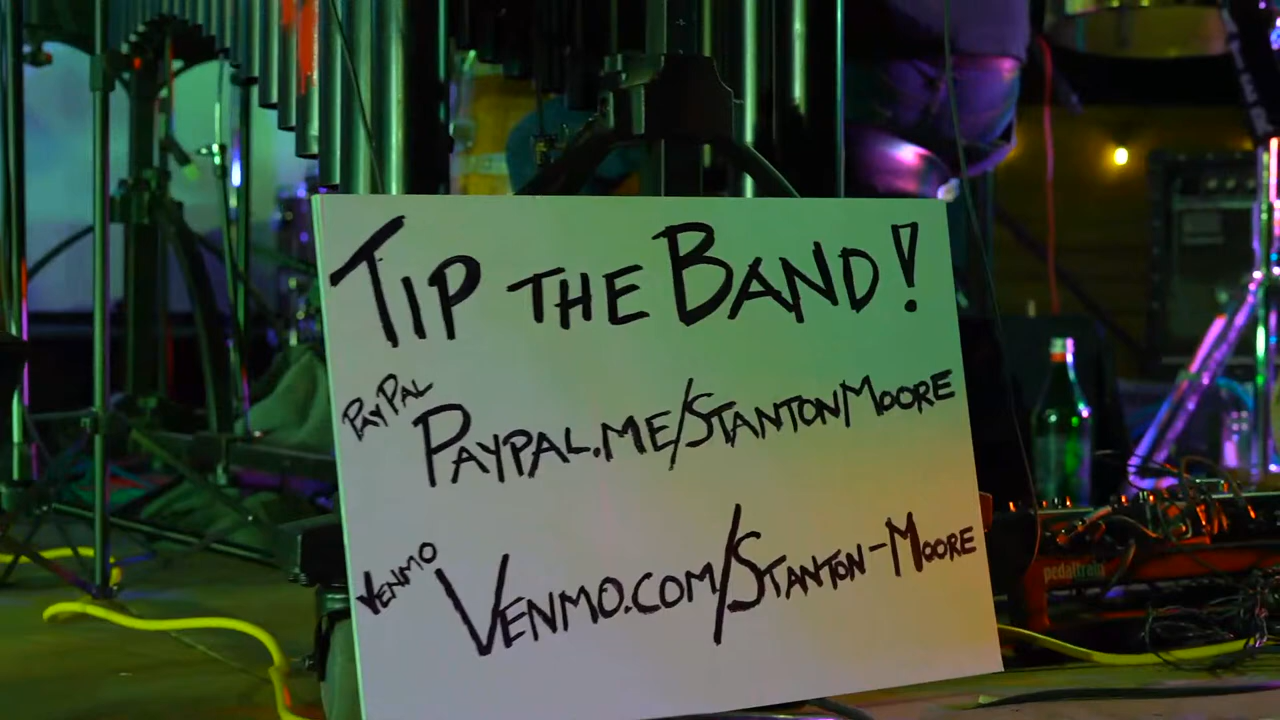 TIP THE BAND!
PAYPAL
PAYPAL.ME/STANTONMOORE
VENMO
VENMO.COM/STANTON-MOORE
pedaltrain